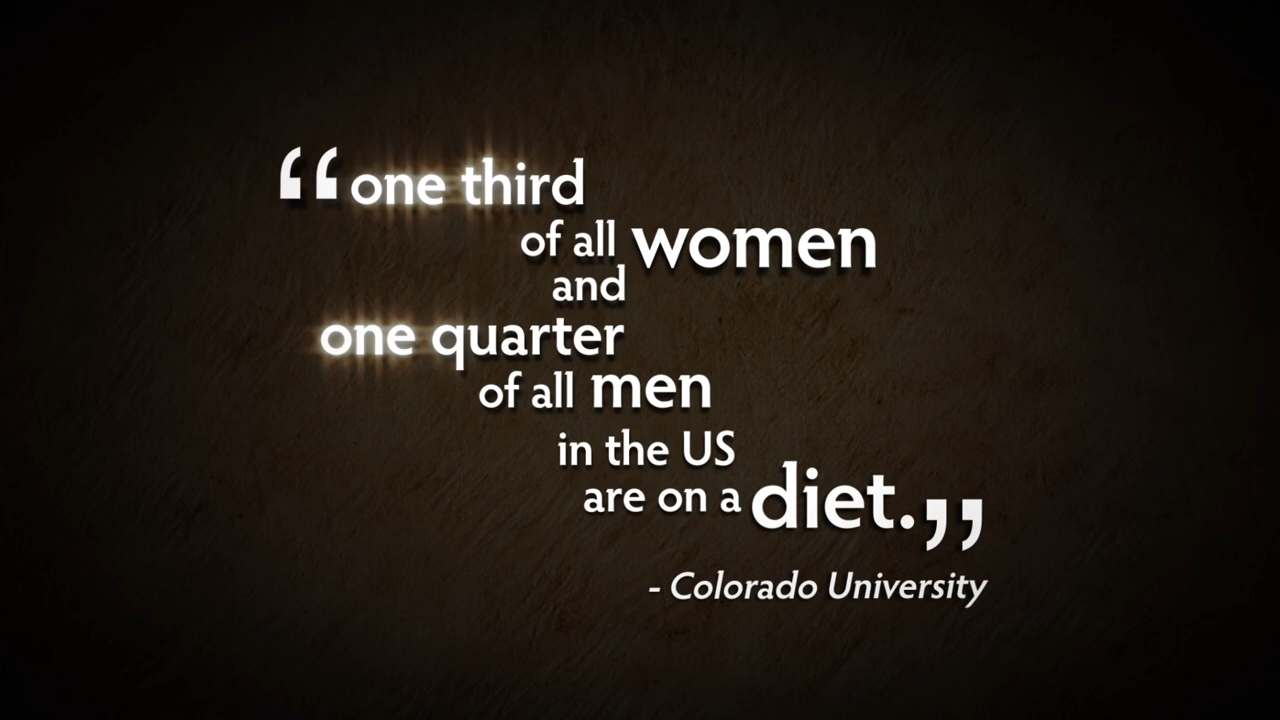 “one third
of all women
and
one quarter
of all men
in the US
are on a diet.”
- Colorado University